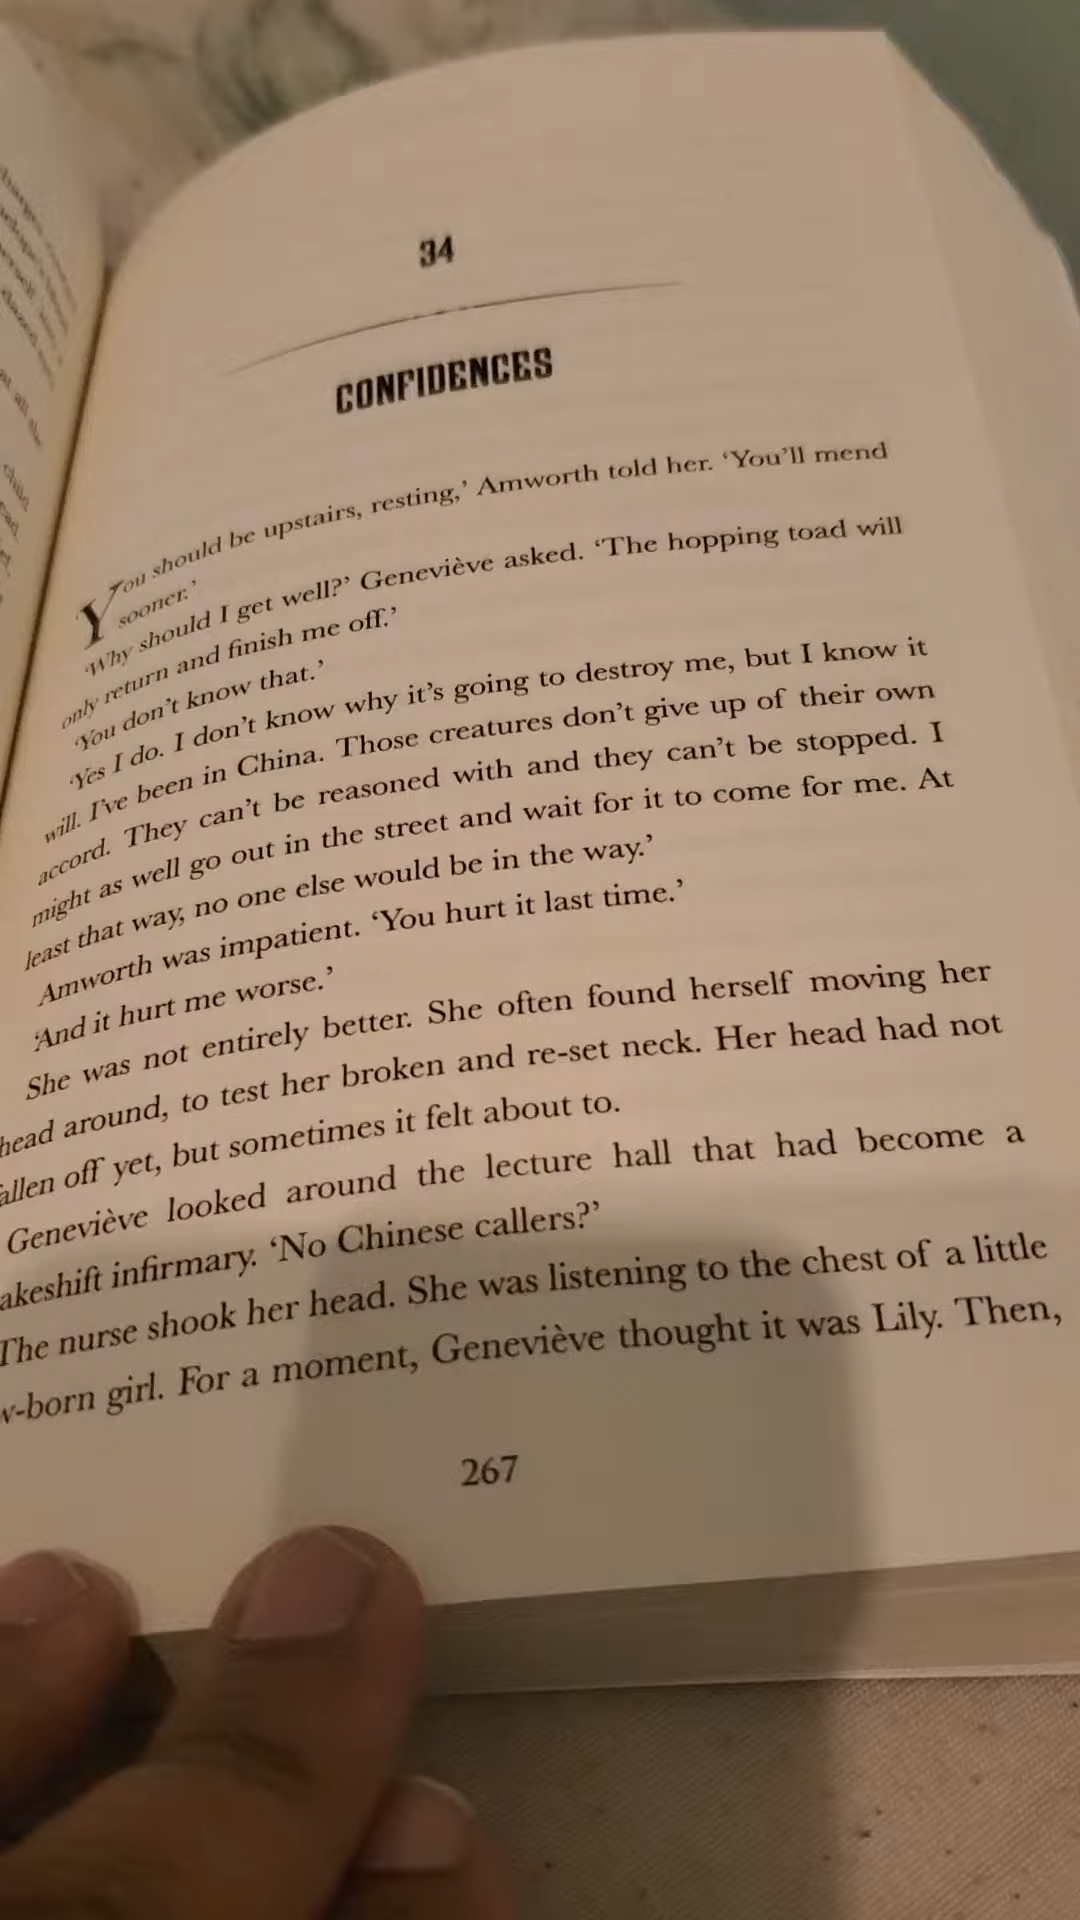 34
CONFIDENCES
'You should be upstairs, resting,' Amworth told her. 'You'll mend
sooner.'
'Why should I get well?' Geneviève asked. 'The hopping toad will
only return and finish me off.'
'You don't know that.'
'Yes I do. I don't know why it's going to destroy me, but I know it
will. I've been in China. Those creatures don't give up of their own
accord. They can't be reasoned with and they can't be stopped. I
might as well go out in the street and wait for it to come for me. At
least that way, no one else would be in the way.'
Amworth was impatient. 'You hurt it last time.'
'And it hurt me worse.'
She was not entirely better. She often found herself moving her
head around, to test her broken and re-set neck. Her head had not
allen off yet, but sometimes it felt about to.
Geneviève looked around the lecture hall that had become a
akeshift infirmary. 'No Chinese callers?'
The nurse shook her head. She was listening to the chest of a little
w-born girl. For a moment, Geneviève thought it was Lily. Then,
267